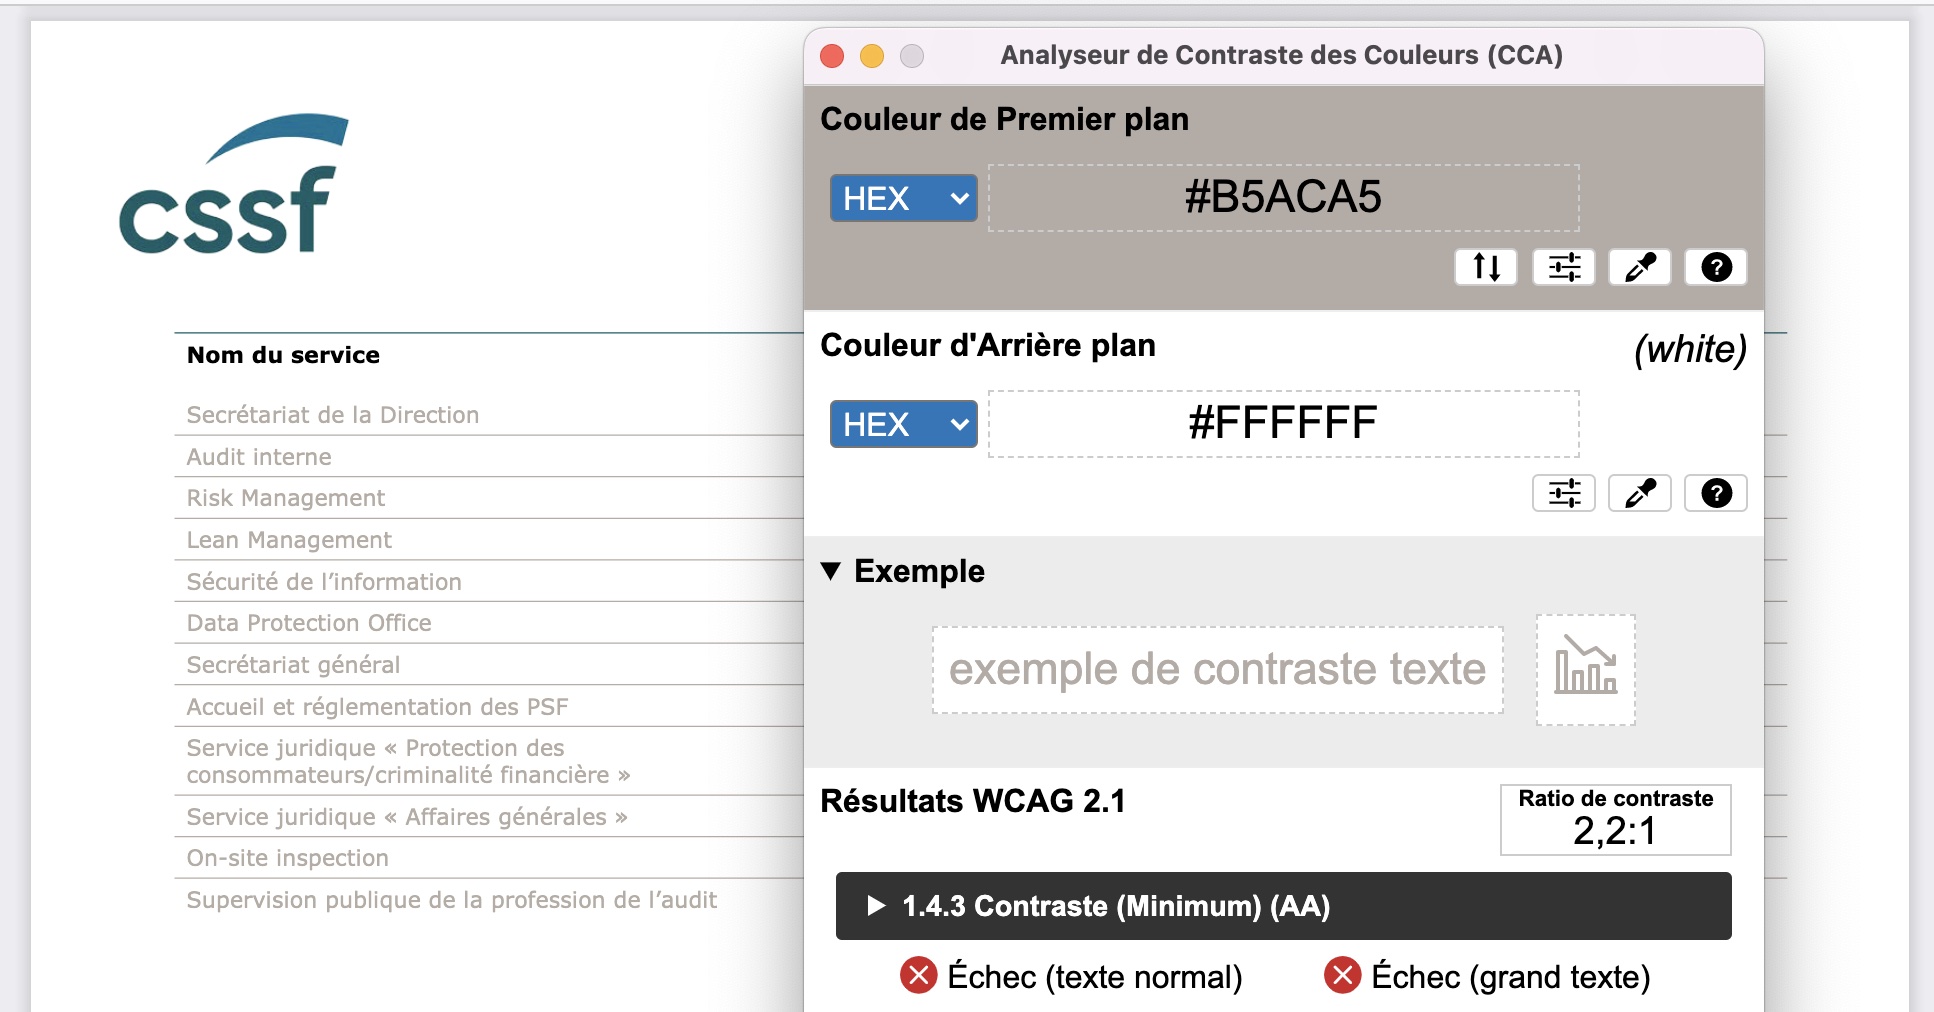 cssf
Nom du service
Secrétariat de la Direction
Audit interne
Risk Management
Lean Management
Sécurité de l’information
Data Protection Office
Secrétariat général
Accueil et réglementation des PSF
Service juridique « Protection des
consommateurs/criminalité financière »
Service juridique « Affaires générales »
On-site inspection
Supervision publique de la profession de l’audit
Analyseur de Contraste des Couleurs (CCA)
Couleur de Premier plan
HEX
#B5ACA5
?
Couleur d'Arrière plan
(white)
HEX
#FFFFFF
?
Exemple
exemple de contraste texte
Résultats WCAG 2.1
Ratio de contraste
2,2:1
1.4.3 Contraste (Minimum) (AA)
Échec (texte normal)
Échec (grand texte)